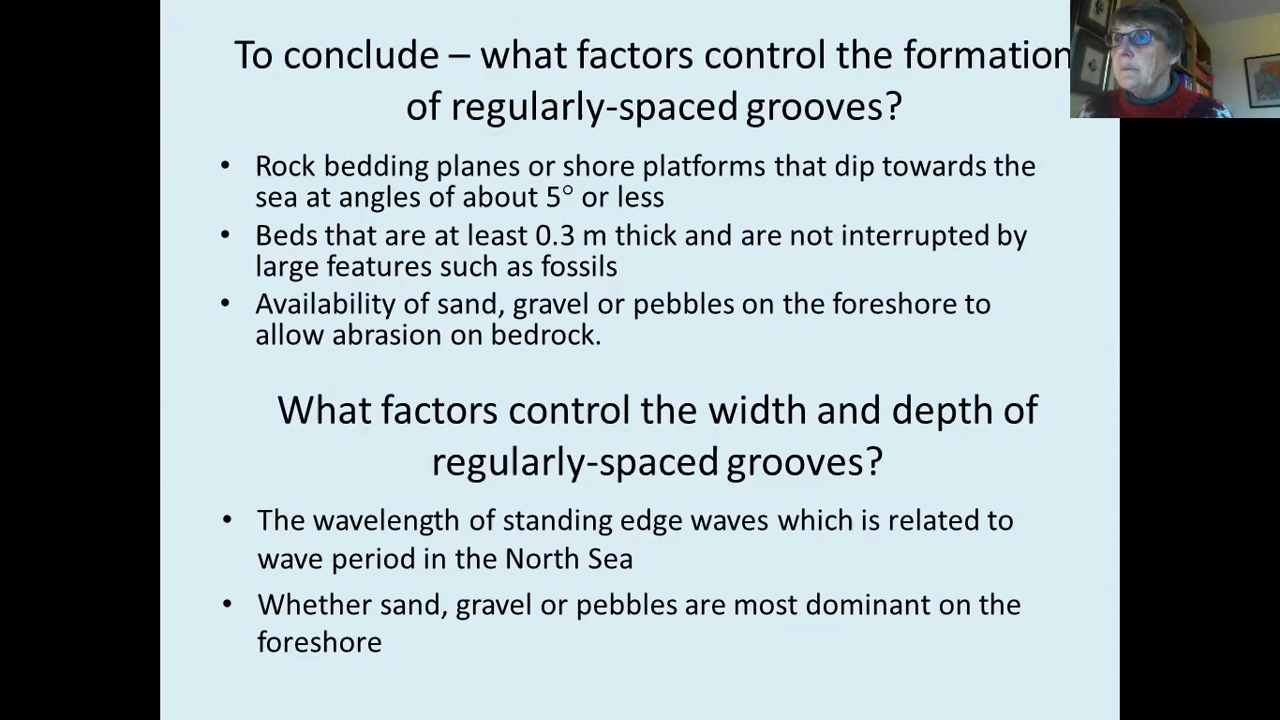 To conclude – what factors control the formation
of regularly-spaced grooves?
• Rock bedding planes or shore platforms that dip towards the
sea at angles of about 5° or less
• Beds that are at least 0.3 m thick and are not interrupted by
large features such as fossils
• Availability of sand, gravel or pebbles on the foreshore to
allow abrasion on bedrock.
What factors control the width and depth of
regularly-spaced grooves?
• The wavelength of standing edge waves which is related to
wave period in the North Sea
• Whether sand, gravel or pebbles are most dominant on the
foreshore